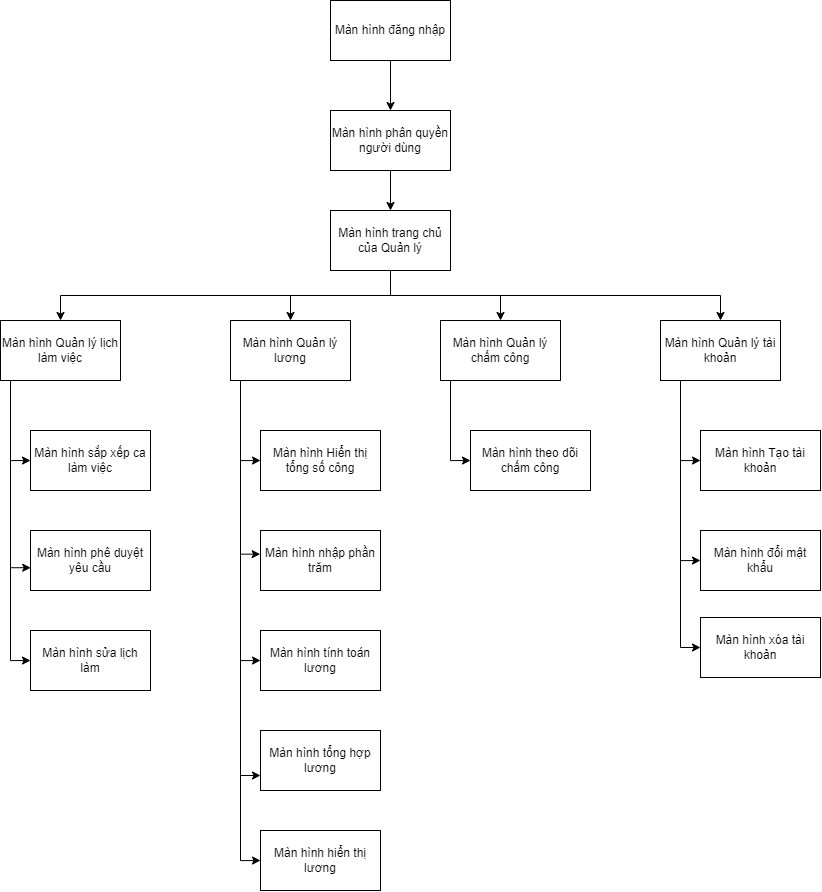 Màn hình đăng nhập
Màn hình phân quyền
người dùng
Màn hình trang chủ
của Quản lý
Màn hình Quản lý lịch
làm việc
Màn hình Quản lý
lương
Màn hình Quản lý
chấm công
Màn hình Quản lý tài
khoản
Màn hình sắp xếp ca
làm việc
Màn hình Hiển thị
tổng số công
Màn hình theo dõi
chấm công
Màn hình Tạo tài
khoản
Màn hình phê duyệt
yêu cầu
Màn hình nhập phần
trăm
Màn hình đổi mật
khẩu
Màn hình sửa lịch
làm
Màn hình tính toán
lương
Màn hình xóa tài
khoản
Màn hình tổng hợp
lương
Màn hình hiển thị
lương